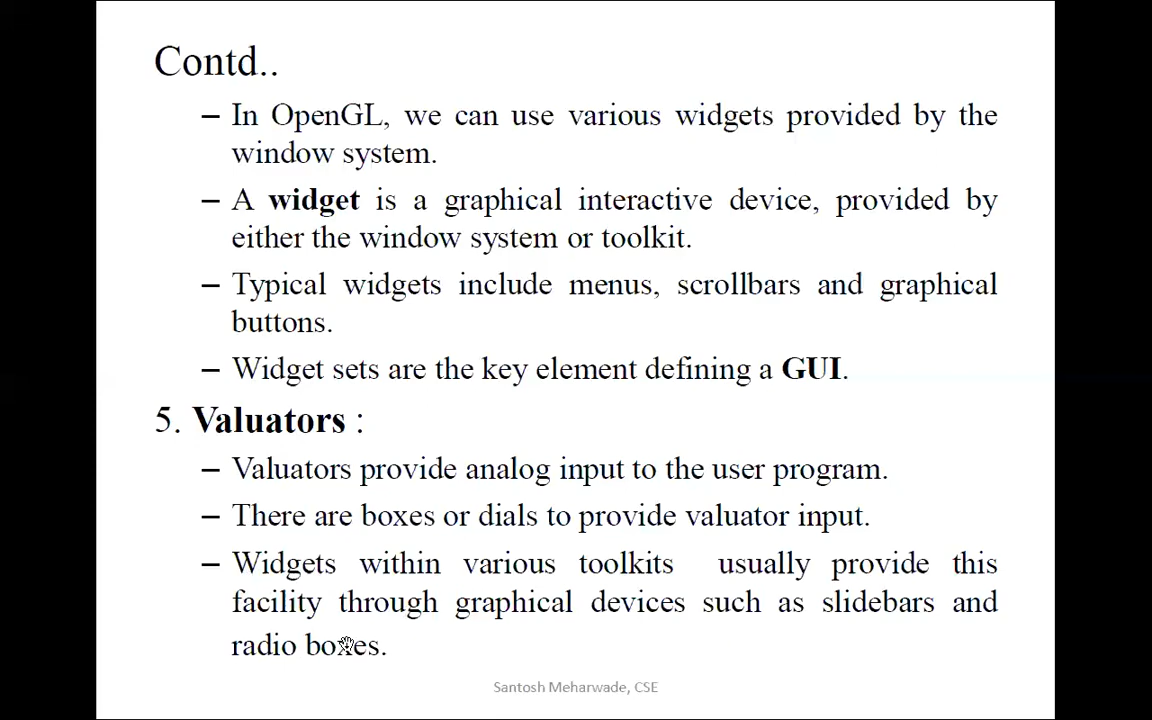 Contd..
– In OpenGL, we can use various widgets provided by the
window system.
– A widget is a graphical interactive device, provided by
either the window system or toolkit.
– Typical widgets include menus, scrollbars and graphical
buttons.
– Widget sets are the key element defining a GUI.
5. Valuators :
– Valuators provide analog input to the user program.
– There are boxes or dials to provide valuator input.
– Widgets within various toolkits usually provide this
facility through graphical devices such as slidebars and
radio boxes.
Santosh Meharwade, CSE